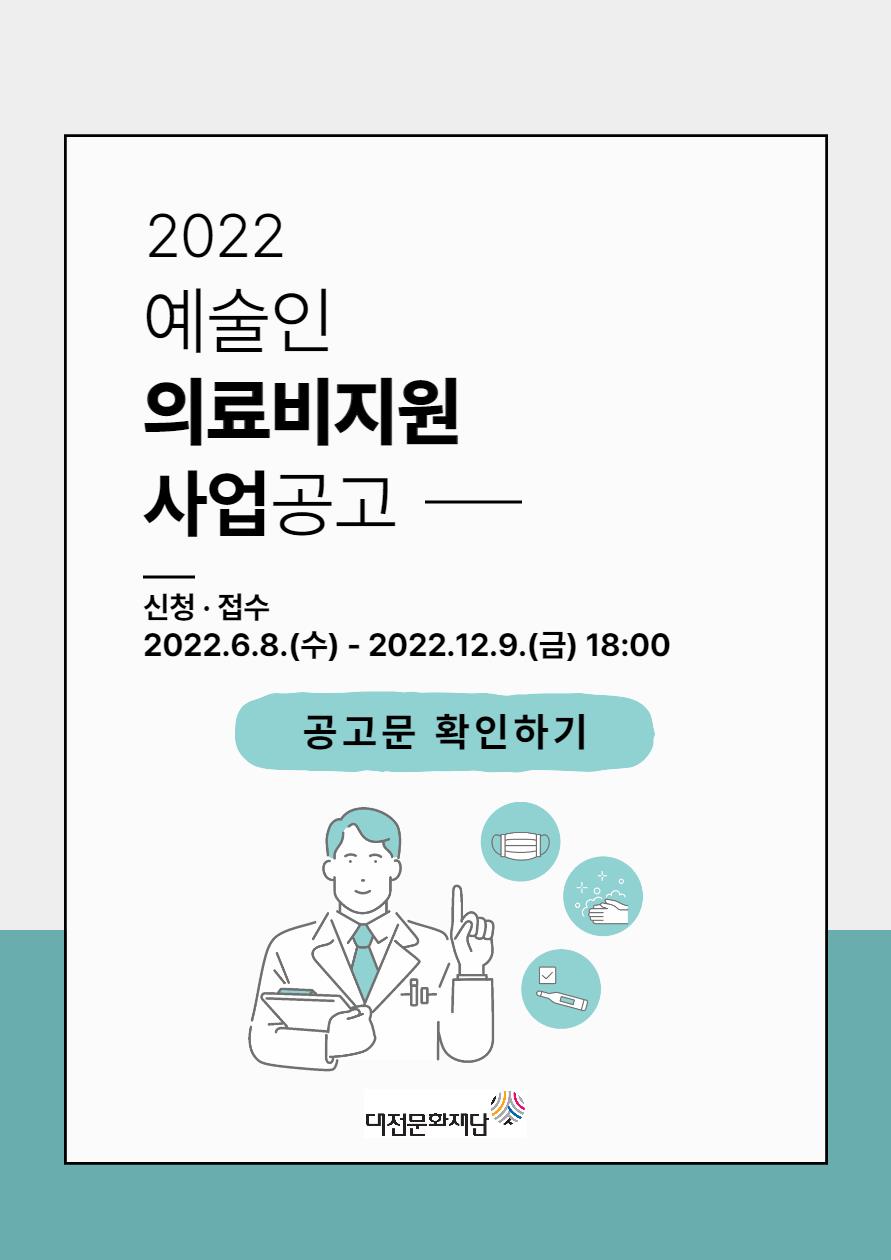 2022
예술인
의료비지원
사업공고
신청 · 접수
2022.6.8.(수) - 2022.12.9.(금) 18:00
공고문 확인하기
대전문화재단